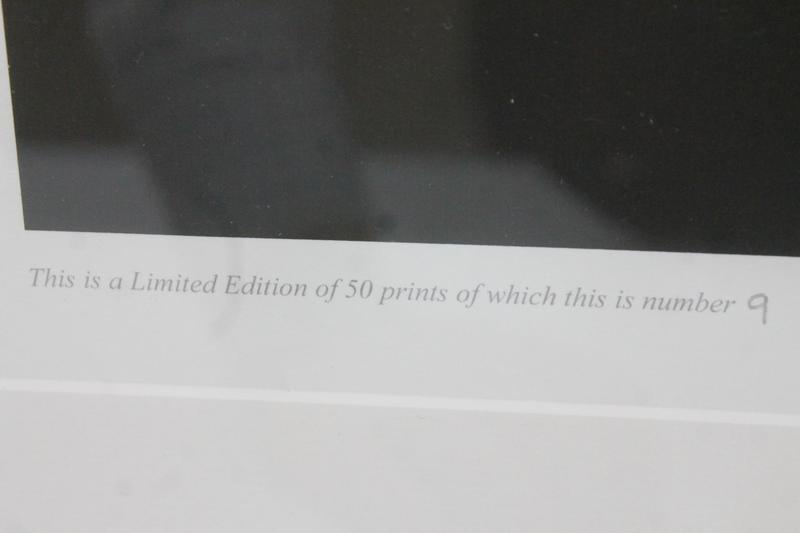 This is a Limited Edition of 50 prints of which this is number 9